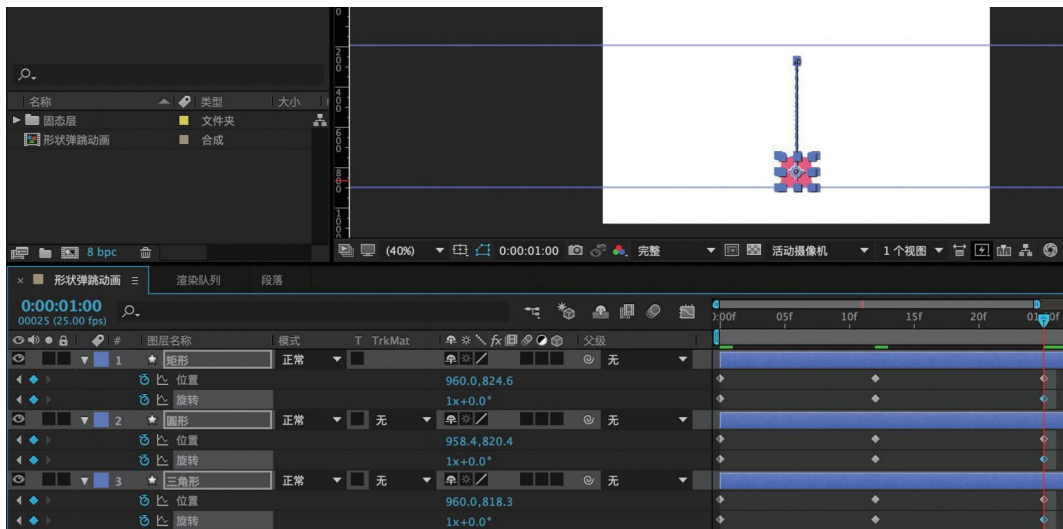 名称 类型 大小
固态层 文件夹
形状弹跳动画 合成
8 bpc
(40%) 0:00:01:00 完整 活动摄像机 1个视图
形状弹跳动画 渲染队列 段落
0:00:01:00
00025 (25.00 fps)
05f 10f 15f 20f
# 图层名称 模式 T TrkMat 父级
1 矩形 正常 无
位置 960.0,824.6
旋转 1x+0.0°
2 圆形 正常 无 无
位置 958.4,820.4
旋转 1x+0.0°
3 三角形 正常 无 无
位置 960.0,818.3
旋转 1x+0.0°